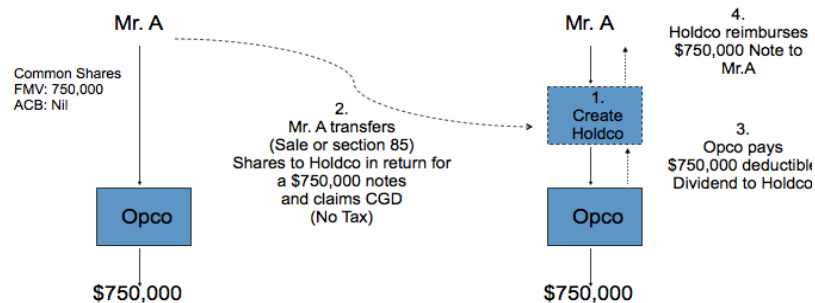 Mr. A
Common Shares
FMV: 750,000
ACB: Nil
Opco
$750,000
2.
Mr. A transfers
(Sale or section 85)
Shares to Holdco in return for
a $750,000 notes
and claims CGD
(No Tax)
Mr. A
4.
Holdco reimburses
$750,000 Note to
Mr.A
1.
Create
Holdco
3.
Opco pays
$750,000 deductible
Dividend to Holdco
Opco
$750,000